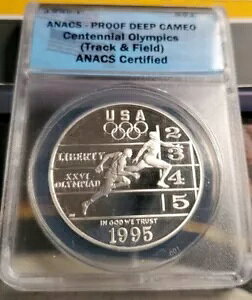 ANACS - PROOF DEEP CAMEO
Centennial Olympics
(Track & Field)
ANACS Certified
USA
2
LIBERTY
3
XXVI
OLYMPIAD
4
5
IN GOD WE TRUST
1995